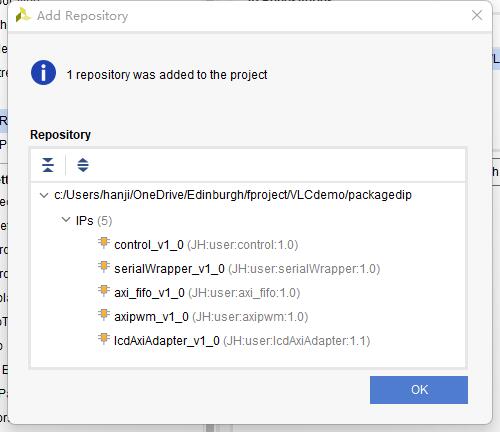 Add Repository
1 repository was added to the project
Repository
c:/Users/hanji/OneDrive/Edinburgh/fproject/VLCdemo/packagedip
IPs (5)
control_v1_0 (JH:user:control:1.0)
serialWrapper_v1_0 (JH:user:serialWrapper:1.0)
axi_fifo_v1_0 (JH:user:axi_fifo:1.0)
axipwm_v1_0 (JH:user:axipwm:1.0)
lcdAxiAdapter_v1_0 (JH:user:lcdAxiAdapter:1.1)
OK